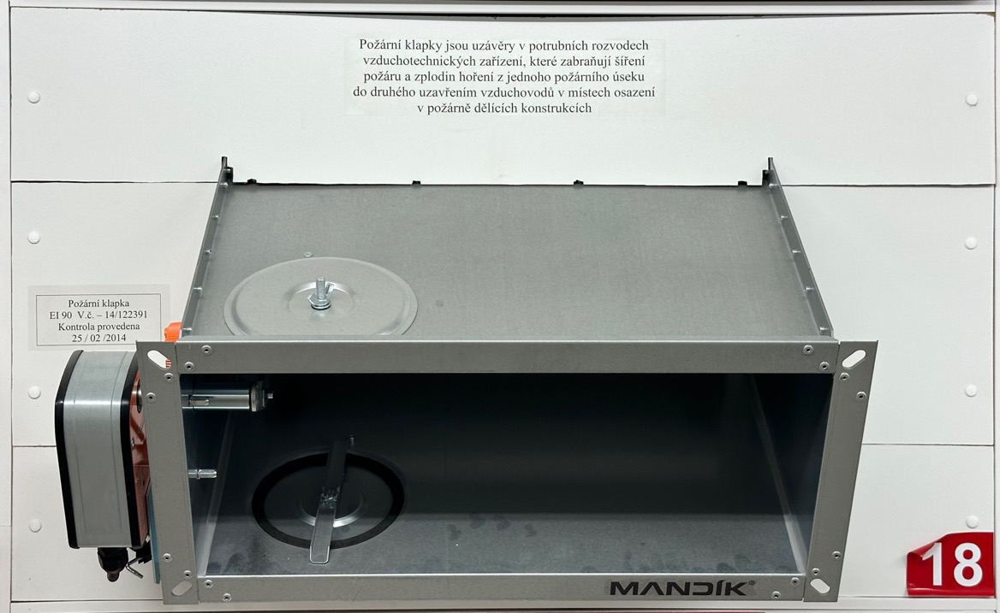 Požární klapky jsou uzávěry v potrubních rozvodech
vzduchotechnických zařízení, které zabraňují šíření
požáru a zplodin hoření z jednoho požárního úseku
do druhého uzavřením vzduchovodů v místech osazení
v požárně dělících konstrukcích
Požární klapka
EI 90 V.č. – 14/122391
Kontrola provedena
25 / 02 /2014
MANDÍK®
18